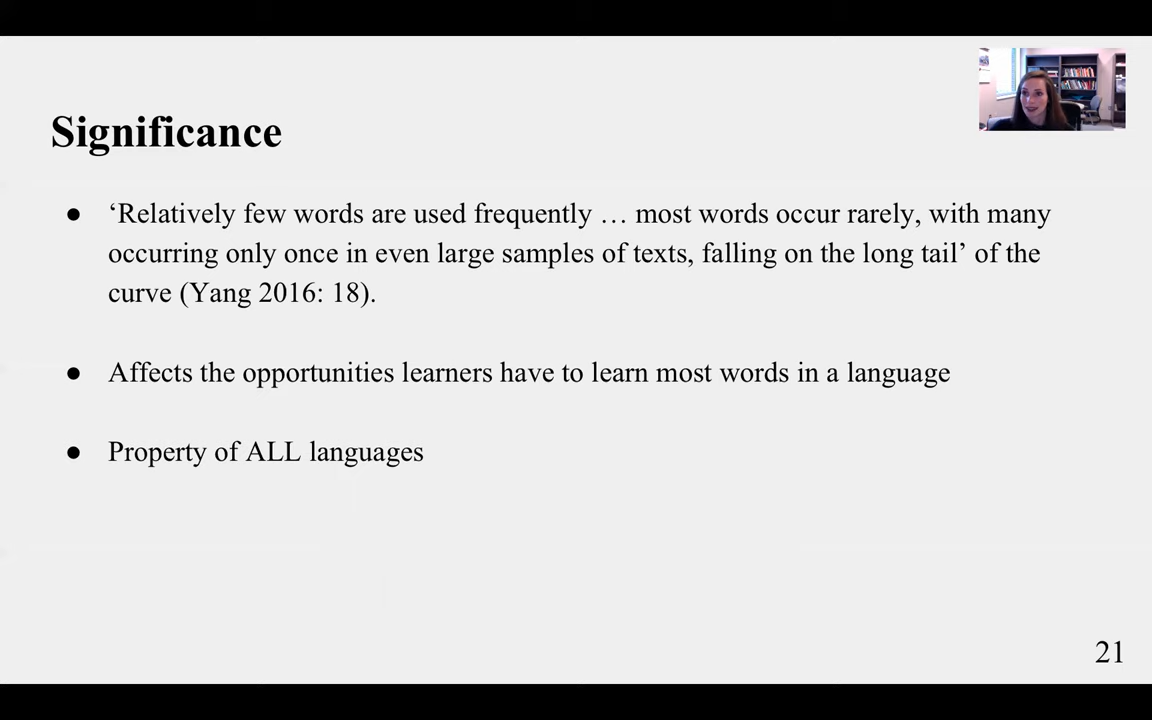 Significance
● ‘Relatively few words are used frequently … most words occur rarely, with many
occurring only once in even large samples of texts, falling on the long tail’ of the
curve (Yang 2016: 18).
● Affects the opportunities learners have to learn most words in a language
● Property of ALL languages
21